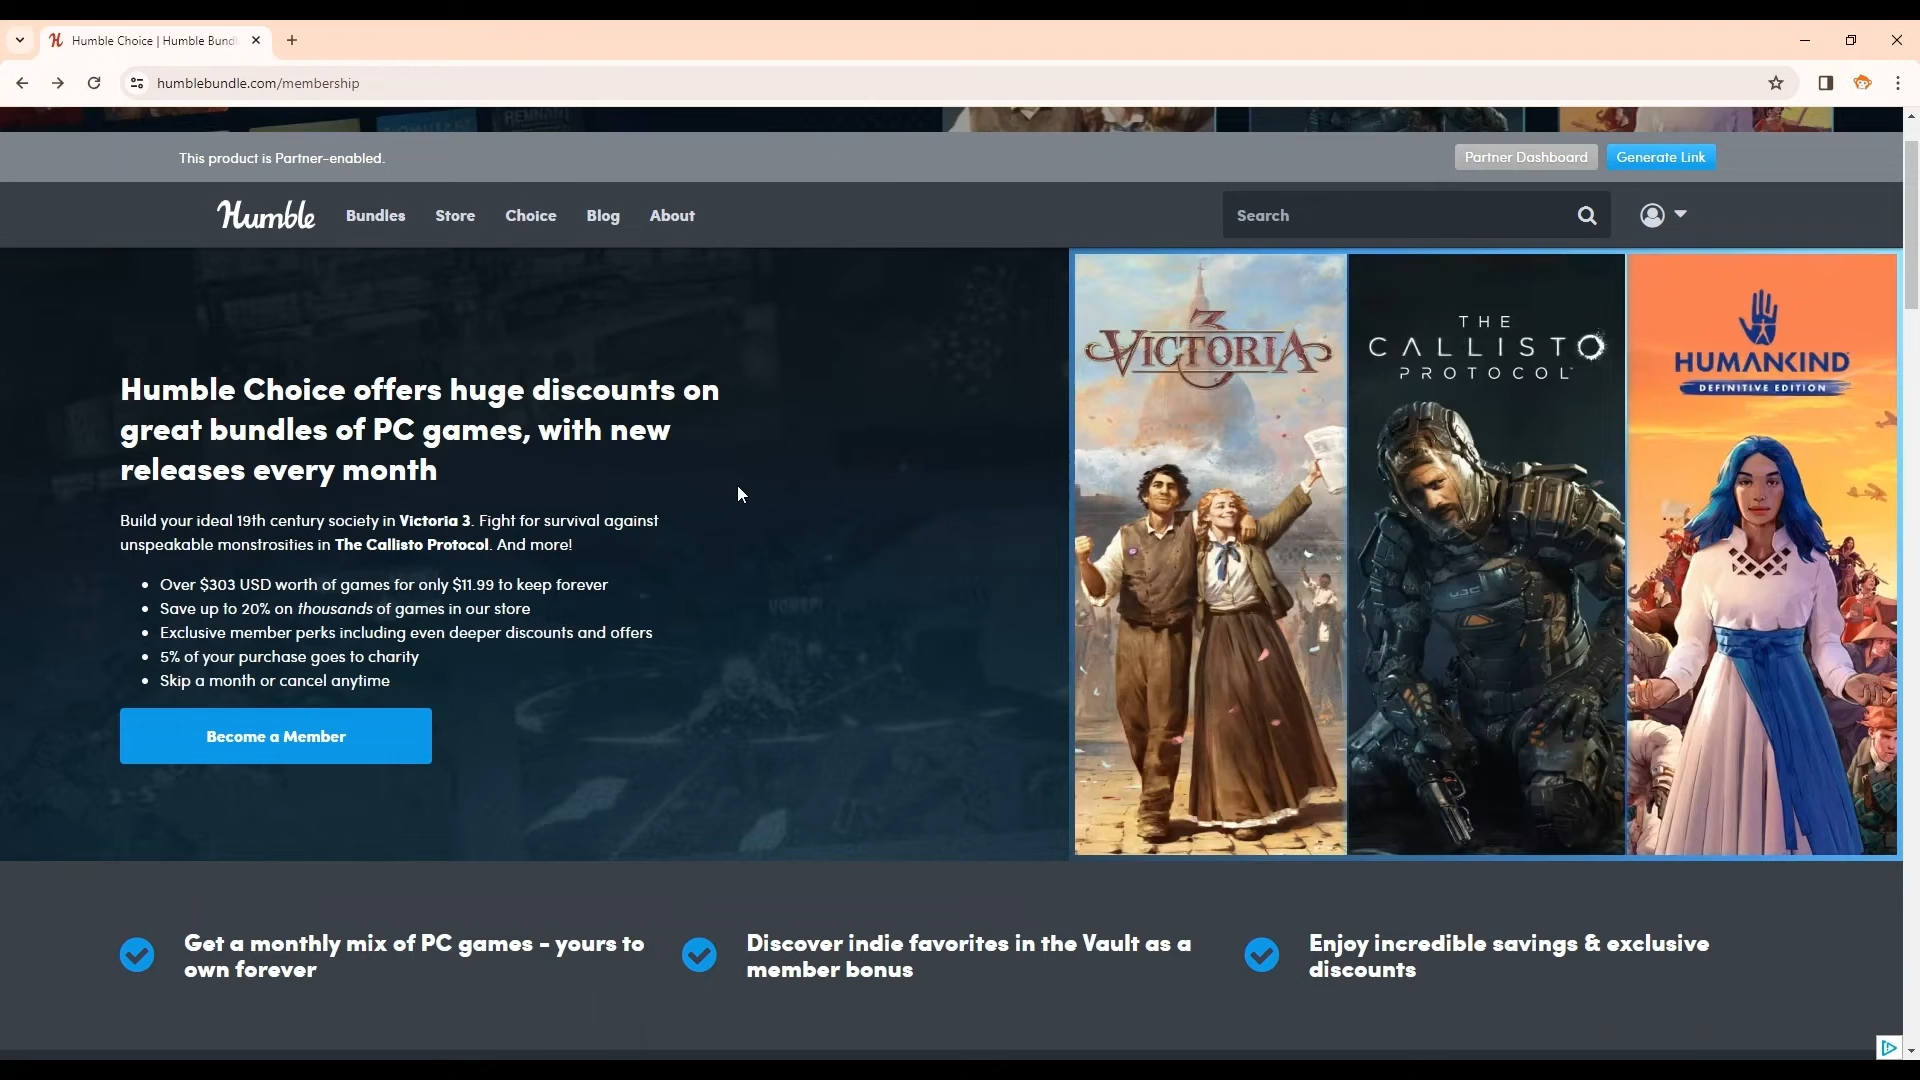 Humble Choice | Humble Bund
humblebundle.com/membership
This product is Partner-enabled.
Partner Dashboard
Generate Link
Humble
Bundles
Store
Choice
Blog
About
Search
Humble Choice offers huge discounts on
great bundles of PC games, with new
releases every month
Build your ideal 19th century society in Victoria 3. Fight for survival against
unspeakable monstrosities in The Callisto Protocol. And more!
Over $303 USD worth of games for only $11.99 to keep forever
Save up to 20% on thousands of games in our store
Exclusive member perks including even deeper discounts and offers
5% of your purchase goes to charity
Skip a month or cancel anytime
Become a Member
3
VICTORIA
THE
CALLISTO
PROTOCOL
HUMANKIND
DEFINITIVE EDITION
Get a monthly mix of PC games - yours to
own forever
Discover indie favorites in the Vault as a
member bonus
Enjoy incredible savings & exclusive
discounts